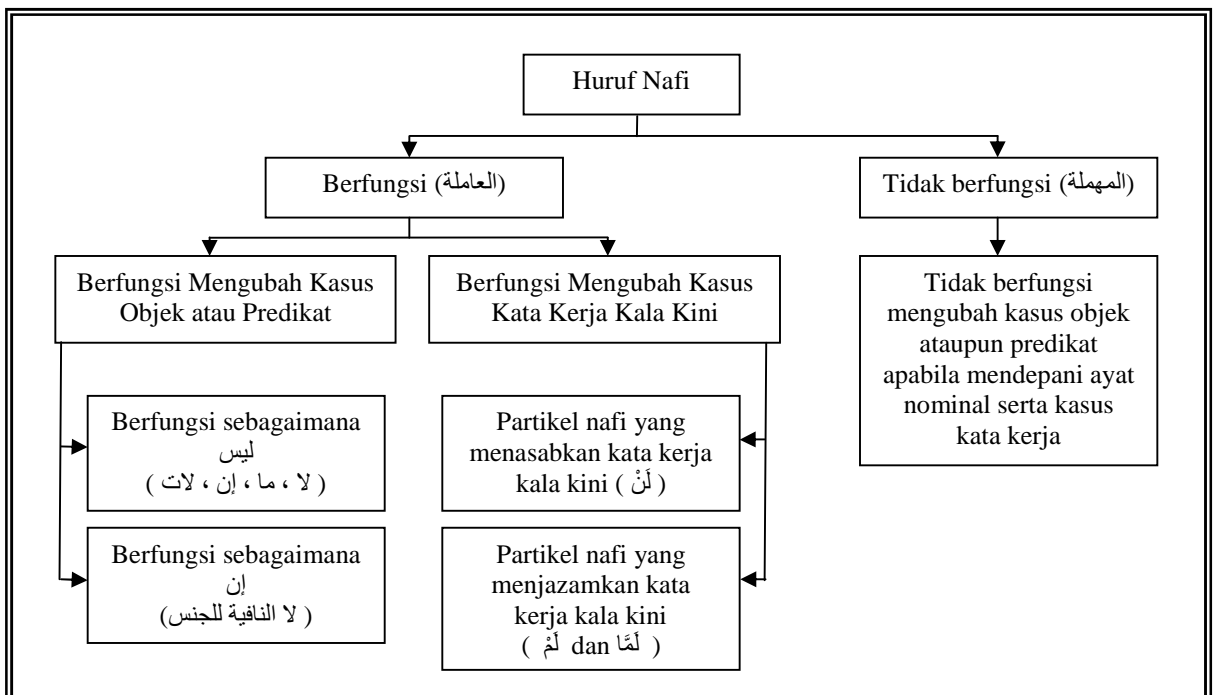 Huruf Nafi
Berfungsi (العاملة)
Tidak berfungsi (المهملة)
Berfungsi Mengubah Kasus
Objek atau Predikat
Berfungsi Mengubah Kasus
Kata Kerja Kala Kini
Tidak berfungsi
mengubah kasus objek
ataupun predikat
apabila mendepani ayat
nominal serta kasus
kata kerja
Berfungsi sebagaimana
ليس
( لا ، ما ، إن ، لات )
Partikel nafi yang
menasabkan kata kerja
kala kini ( لَنْ )
Berfungsi sebagaimana
إن
( لا النافية للجنس)
Partikel nafi yang
menjazamkan kata
kerja kala kini
( لَمْ dan لَمَّا )